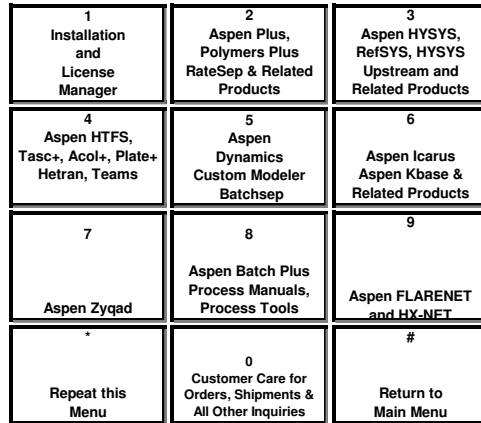 1
Installation
and
License
Manager
2
Aspen Plus,
Polymers Plus
RateSep & Related
Products
3
Aspen HYSYS,
RefSYS, HYSYS
Upstream and
Related Products
4
Aspen HTFS,
Tasc+, Acol+, Plate+
Hetran, Teams
5
Aspen
Dynamics
Custom Modeler
Batchsep
6
Aspen Icarus
Aspen Kbase &
Related Products
7
Aspen Zyqad
8
Aspen Batch Plus
Process Manuals,
Process Tools
9
Aspen FLARENET
and HX-NET
*
Repeat this
Menu
0
Customer Care for
Orders, Shipments &
All Other Inquiries
#
Return to
Main Menu